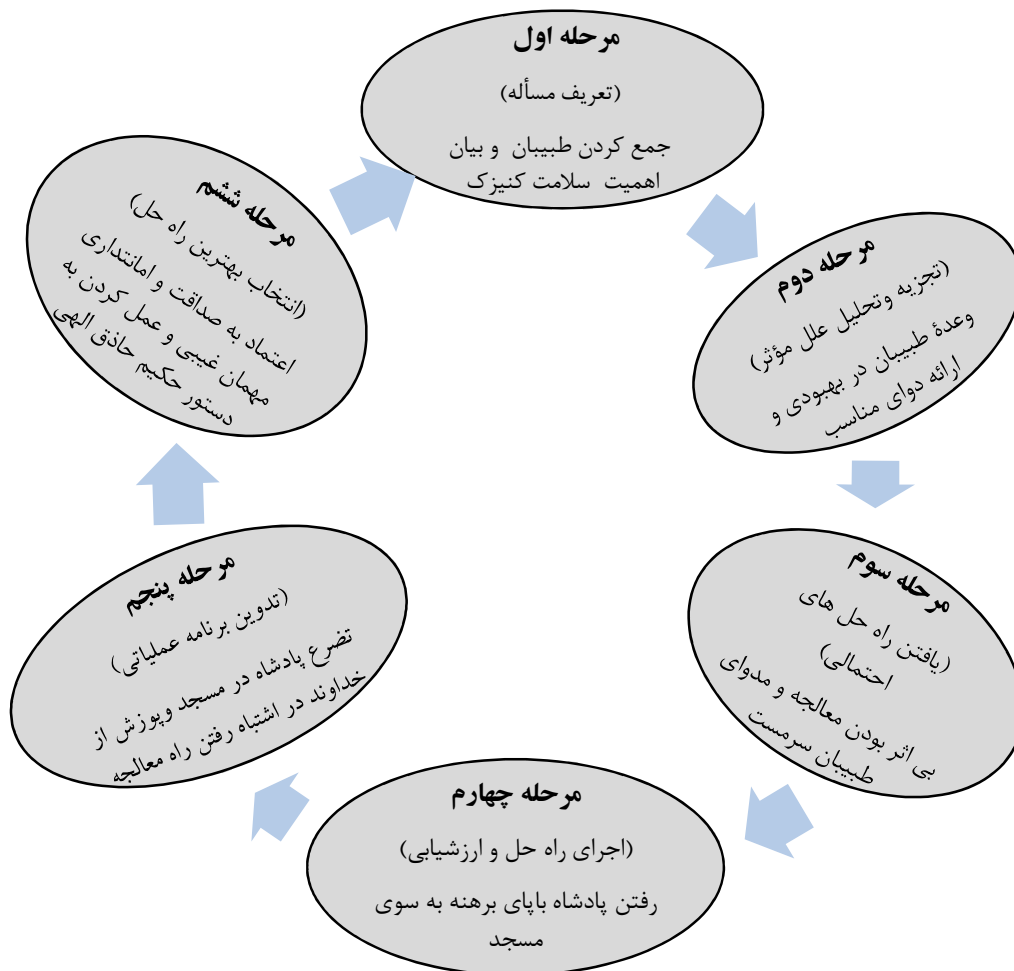 مرحله اول
(تعریف مسأله)
جمع کردن طبیبان و بیان
اهمیت سلامت کنیزک
مرحله دوم
(تجزیه وتحلیل علل مؤثر)
وعدۀ طبیبان در بهبودی و
ارائه دوای مناسب
مرحله سوم
(یافتن راه حل های
احتمالی)
بی اثر بودن معالجه و مدوای
طبیبان سرمست
مرحله چهارم
(اجرای راه حل و ارزشیابی)
رفتن پادشاه باپای برهنه به سوی
مسجد
مرحله پنجم
(تدوین برنامه عملیاتی)
تضرع پادشاه در مسجد وپوزش از
خداوند در اشتباه رفتن راه معالجه
مرحله ششم
(انتخاب بهترین راه حل)
اعتماد به صداقت و امانتداری
مهمان غیبی و عمل کردن به
دستور حکیم حاذق الهی